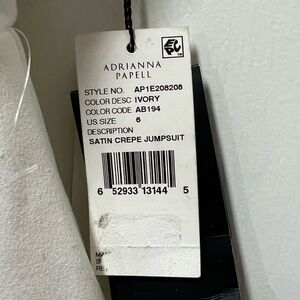 ADRIANNA
PAPELL
STYLE NO. AP1E208208
COLOR DESC IVORY
COLOR CODE AB194
US SIZE 6
DESCRIPTION
SATIN CREPE JUMPSUIT
6 52933 13144 5